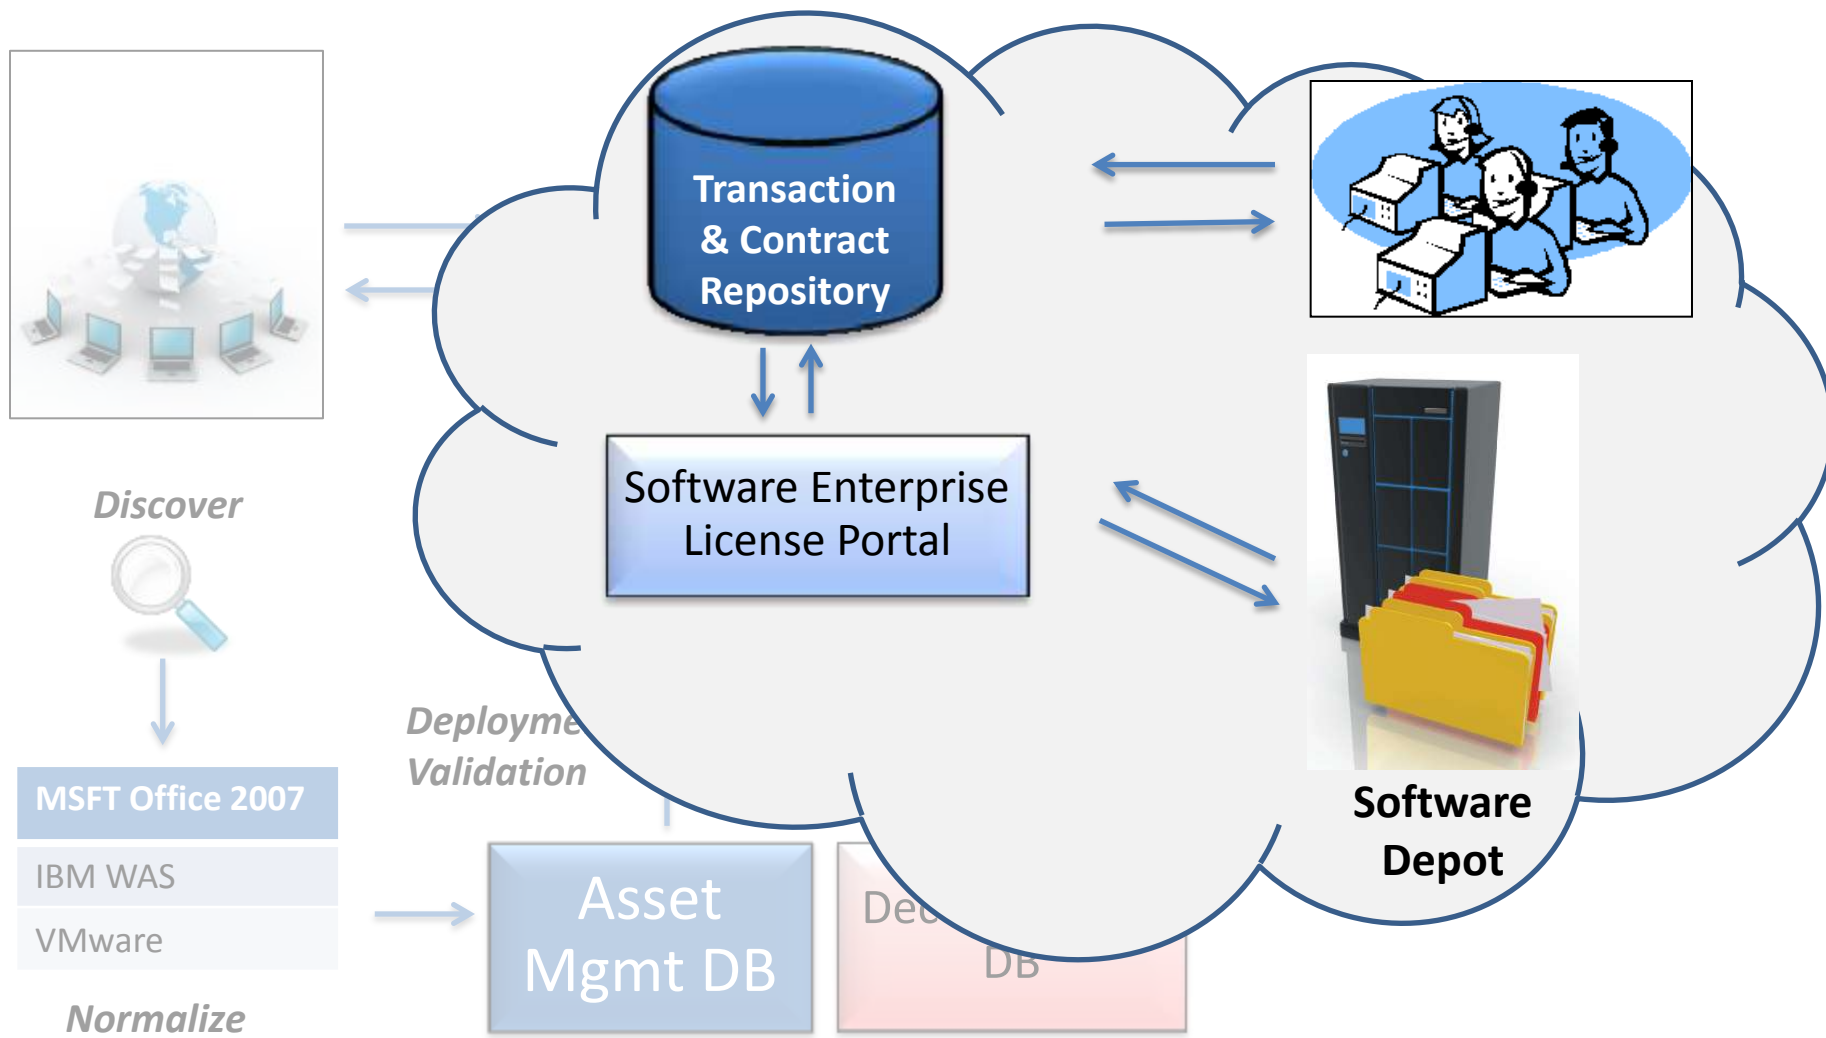 Transaction
& Contract
Repository
Software Enterprise
License Portal
Discover
Validation
MSFT Office 2007
IBM WAS
VMware
Normalize
Asset
Mgmt DB
DB
Software
Depot